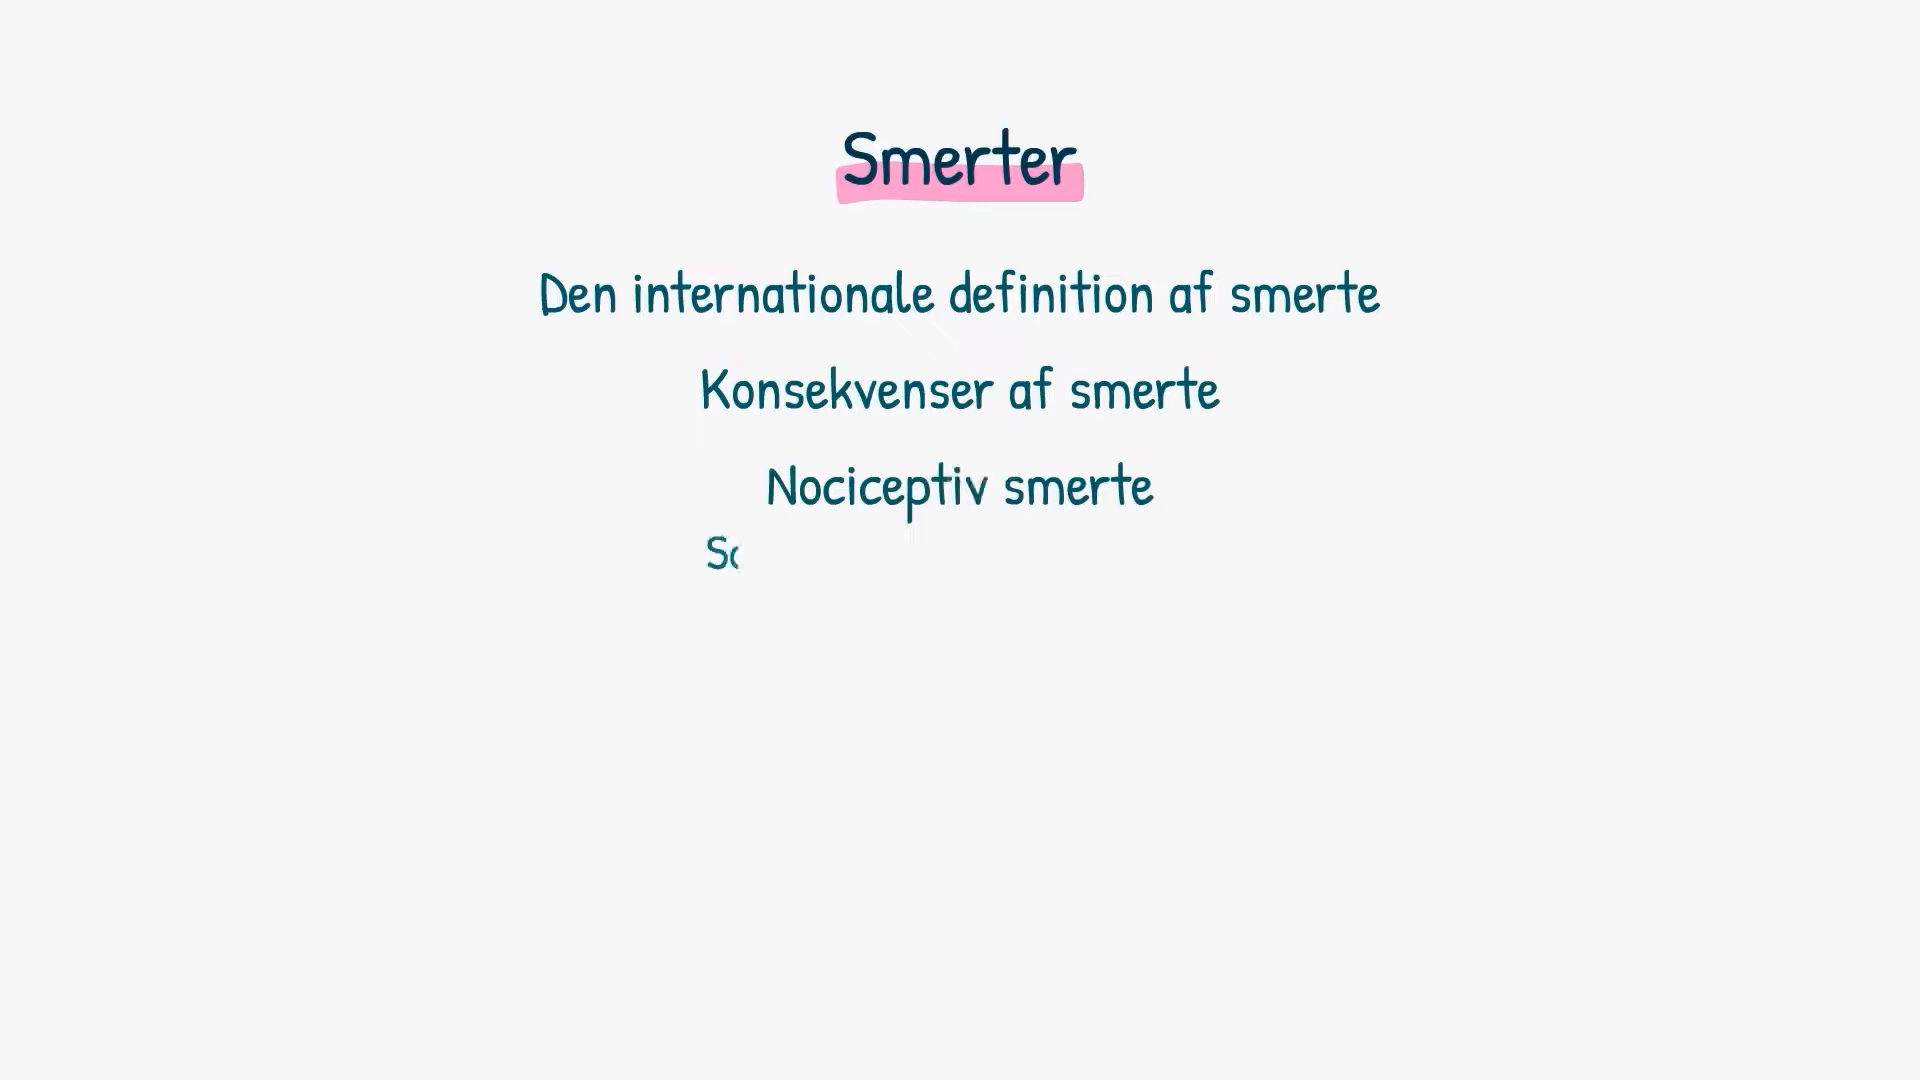 Smerter
Den internationale definition af smerte
Konsekvenser af smerte
Nociceptiv smerte